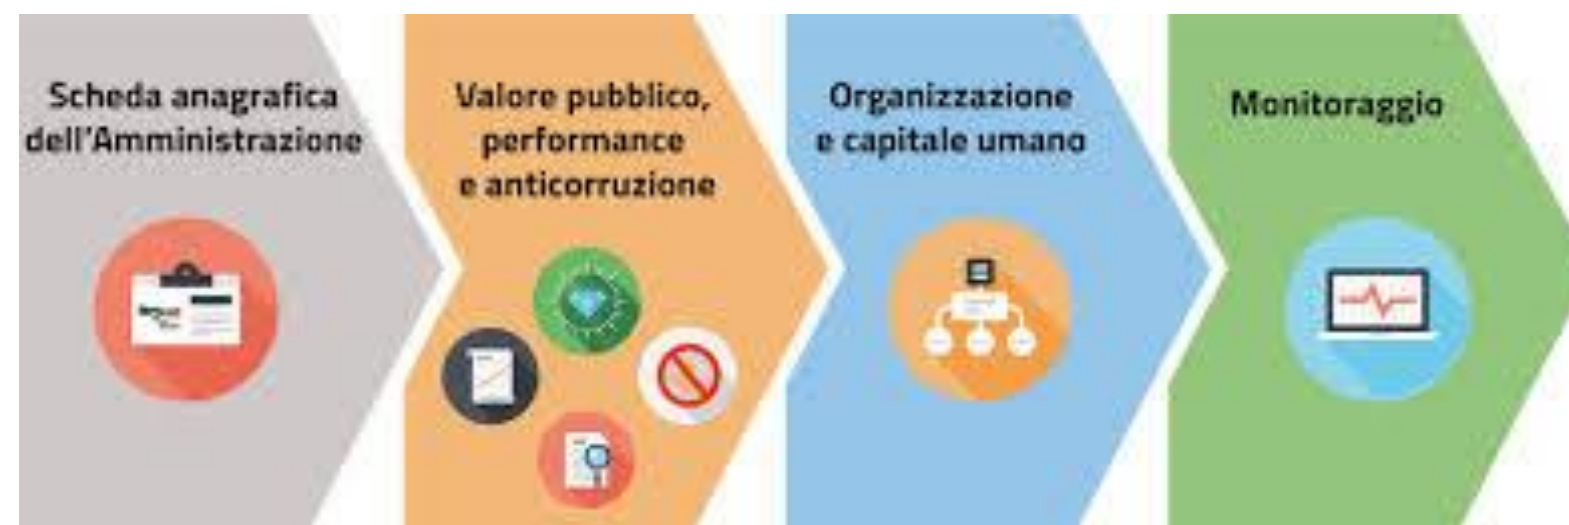 Scheda anagrafica
dell'Amministrazione
Valore pubblico,
performance
e anticorruzione
Organizzazione
e capitale umano
Monitoraggio